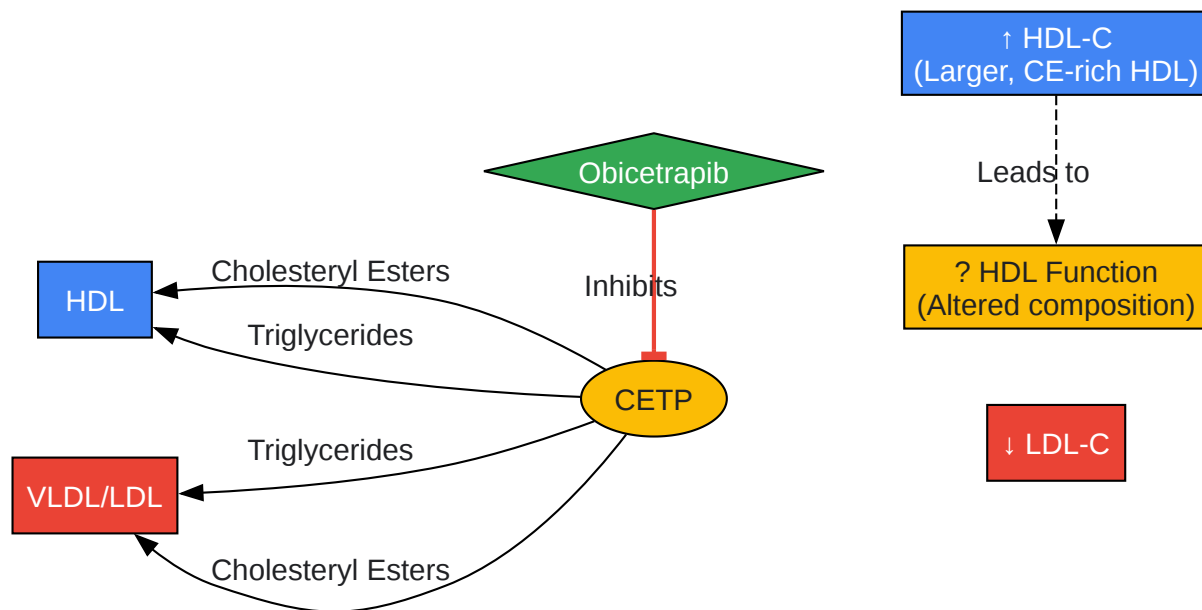 ↑ HDL-C
(Larger, CE-rich HDL)
Obicetrapib
Leads to
? HDL Function
(Altered composition)
Inhibits
Cholesteryl Esters
HDL
Triglycerides
CETP
Triglycerides
VLDL/LDL
Cholesteryl Esters
↓ LDL-C